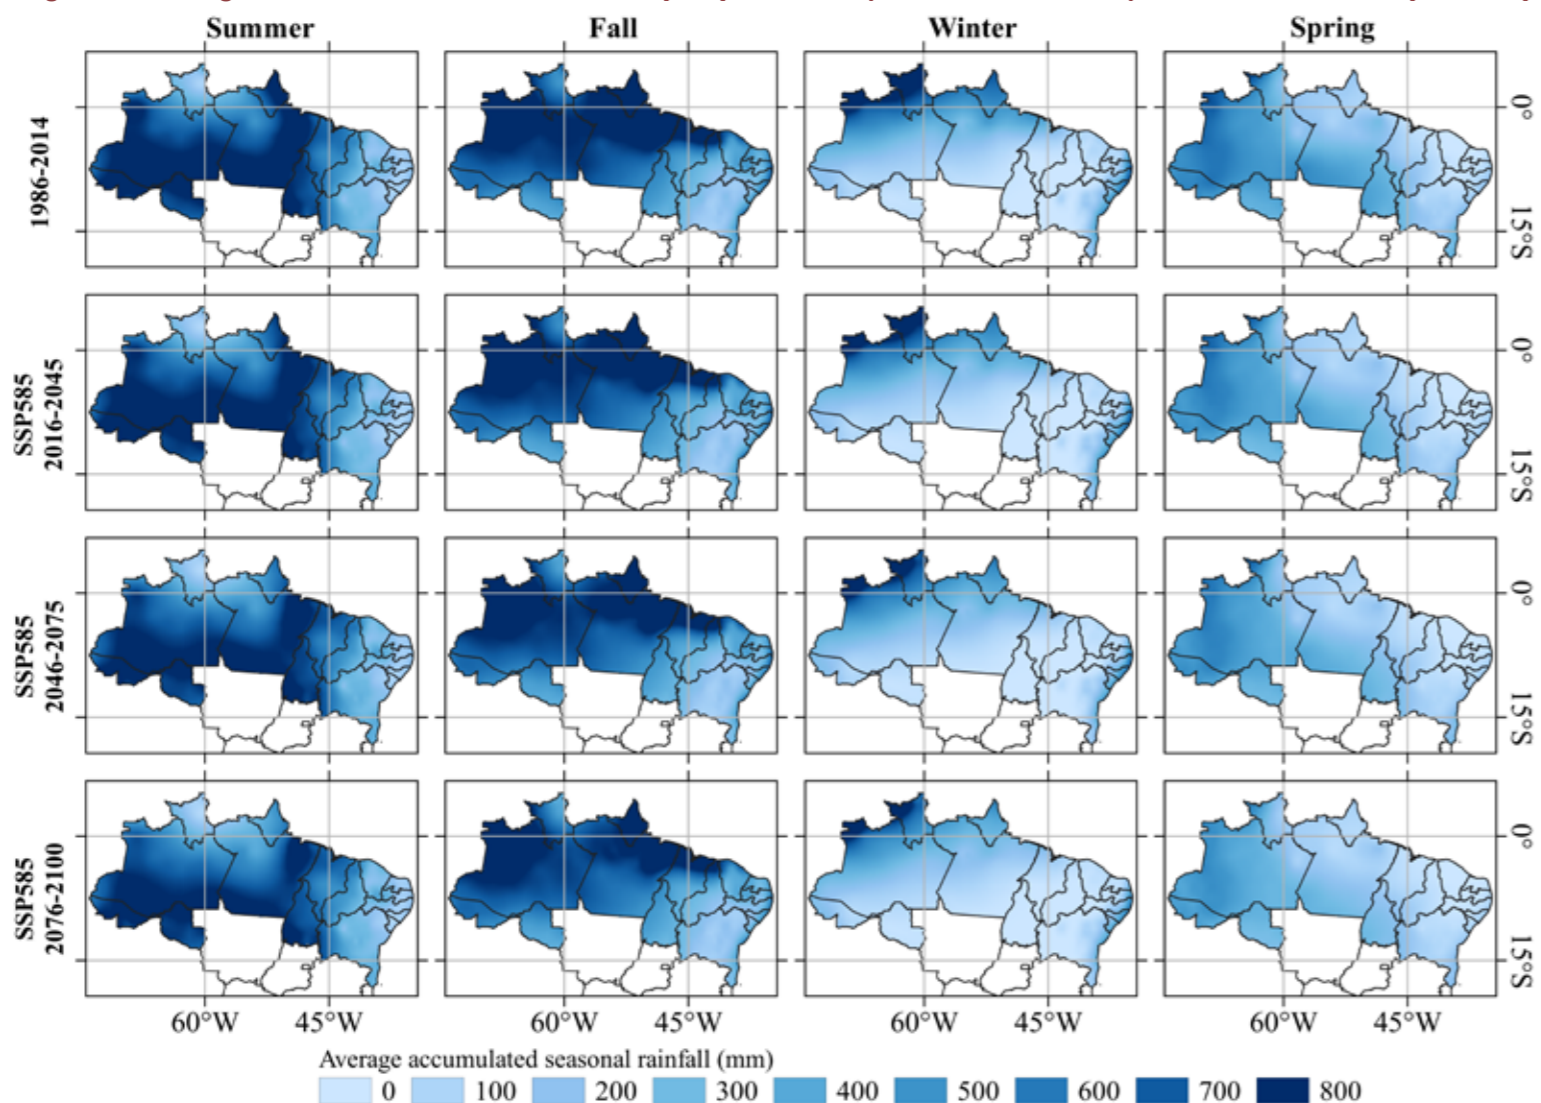 Summer Fall Winter Spring
1986-2014
0°
15°S
SSP585
2016-2045
0°
15°S
SSP585
2046-2075
0°
15°S
SSP585
2076-2100
0°
15°S
60°W 45°W 60°W 45°W 60°W 45°W 60°W 45°W
Average accumulated seasonal rainfall (mm)
0 100 200 300 400 500 600 700 800